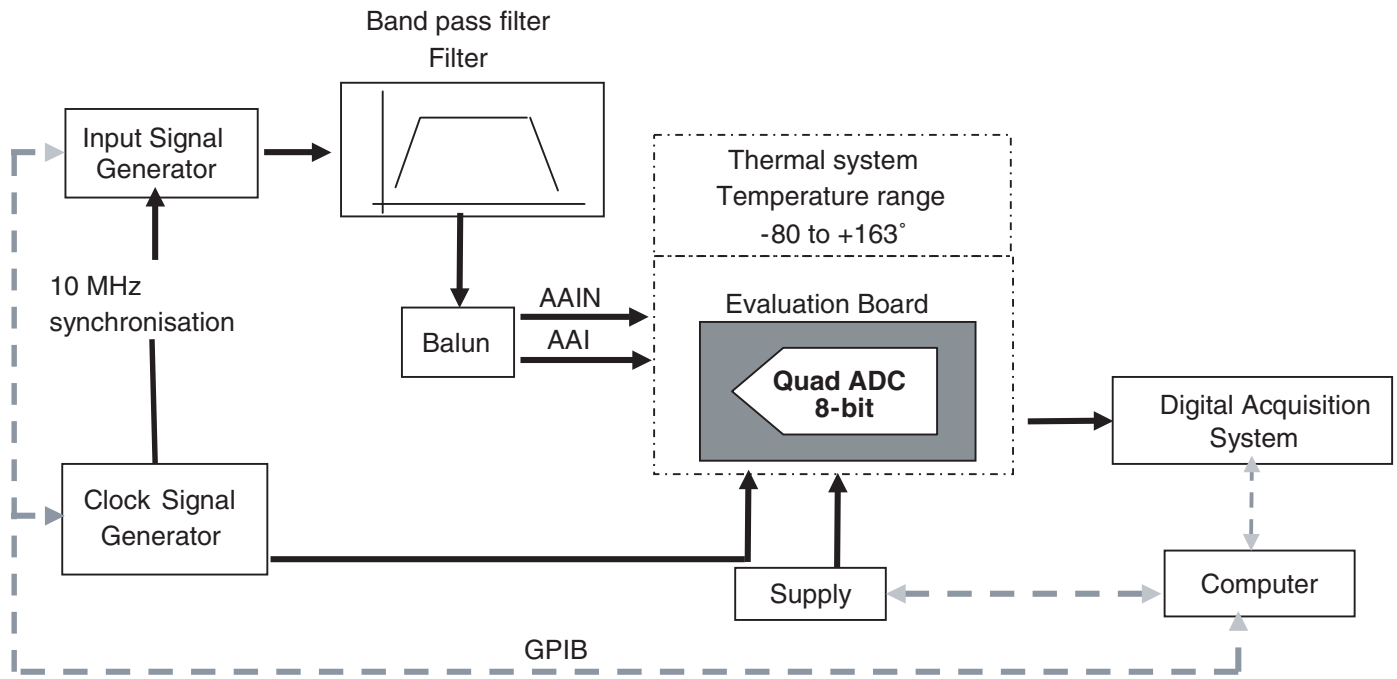 Band pass filter
Filter
Input Signal
Generator
Thermal system
Temperature range
-80 to +163°
10 MHz
synchronisation
AAIN
AAI
Balun
Evaluation Board
Quad ADC
8-bit
Digital Acquisition
System
Clock Signal
Generator
Supply
Computer
GPIB